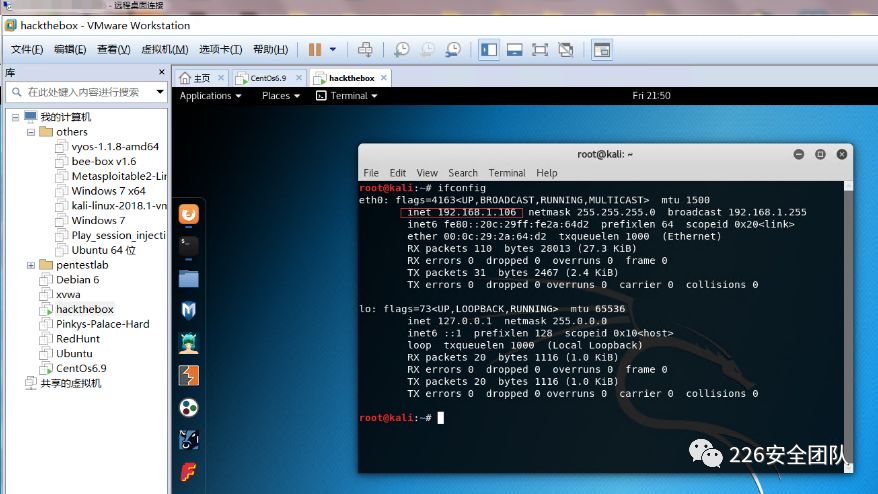 远程桌面连接
hackthebox - VMware Workstation
文件(F) 编辑(E) 查看(V) 虚拟机(M) 选项卡(T) 帮助(H)
库
在此处键入内容进行搜索
我的计算机
others
vyos-1.1.8-amd64
bee-box v1.6
Metasploitable2-Lin
Windows 7 x64
kali-linux-2018.1-vm
Windows 7
Play_session_injecti
Ubuntu 64 位
pentestlab
Debian 6
xvwa
hackthebox
Pinkys-Palace-Hard
RedHunt
Ubuntu
CentOs6.9
共享的虚拟机
主页 CentOs6.9 hackthebox
Applications Places Terminal Fri 21:50
root@kali: ~
File Edit View Search Terminal Help
root@kali:~# ifconfig
eth0: flags=4163<UP,BROADCAST,RUNNING,MULTICAST> mtu 1500
inet 192.168.1.106 netmask 255.255.255.0 broadcast 192.168.1.255
inet6 fe80::20c:29ff:fe2a:64d2 prefixlen 64 scopeid 0x20<link>
ether 00:0c:29:2a:64:d2 txqueuelen 1000 (Ethernet)
RX packets 110 bytes 28013 (27.3 KiB)
RX errors 0 dropped 0 overruns 0 frame 0
TX packets 31 bytes 2467 (2.4 KiB)
TX errors 0 dropped 0 overruns 0 carrier 0 collisions 0
lo: flags=73<UP,LOOPBACK,RUNNING> mtu 65536
inet 127.0.0.1 netmask 255.0.0.0
inet6 ::1 prefixlen 128 scopeid 0x10<host>
loop txqueuelen 1000 (Local Loopback)
RX packets 20 bytes 1116 (1.0 KiB)
RX errors 0 dropped 0 overruns 0 frame 0
TX packets 20 bytes 1116 (1.0 KiB)
TX errors 0 dropped 0 overruns 0 carrier 0 collisions 0
root@kali:~#
226安全团队